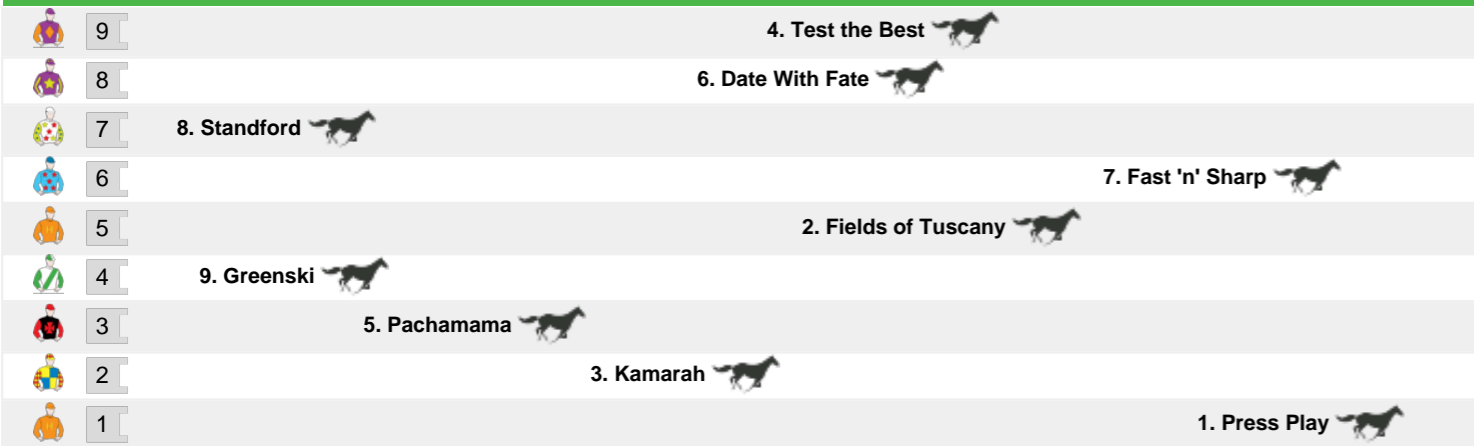 9 4. Test the Best
8 6. Date With Fate
7 8. Standford
6 7. Fast 'n' Sharp
5 2. Fields of Tuscany
4 9. Greenski
3 5. Pachamama
2 3. Kamarah
1 1. Press Play